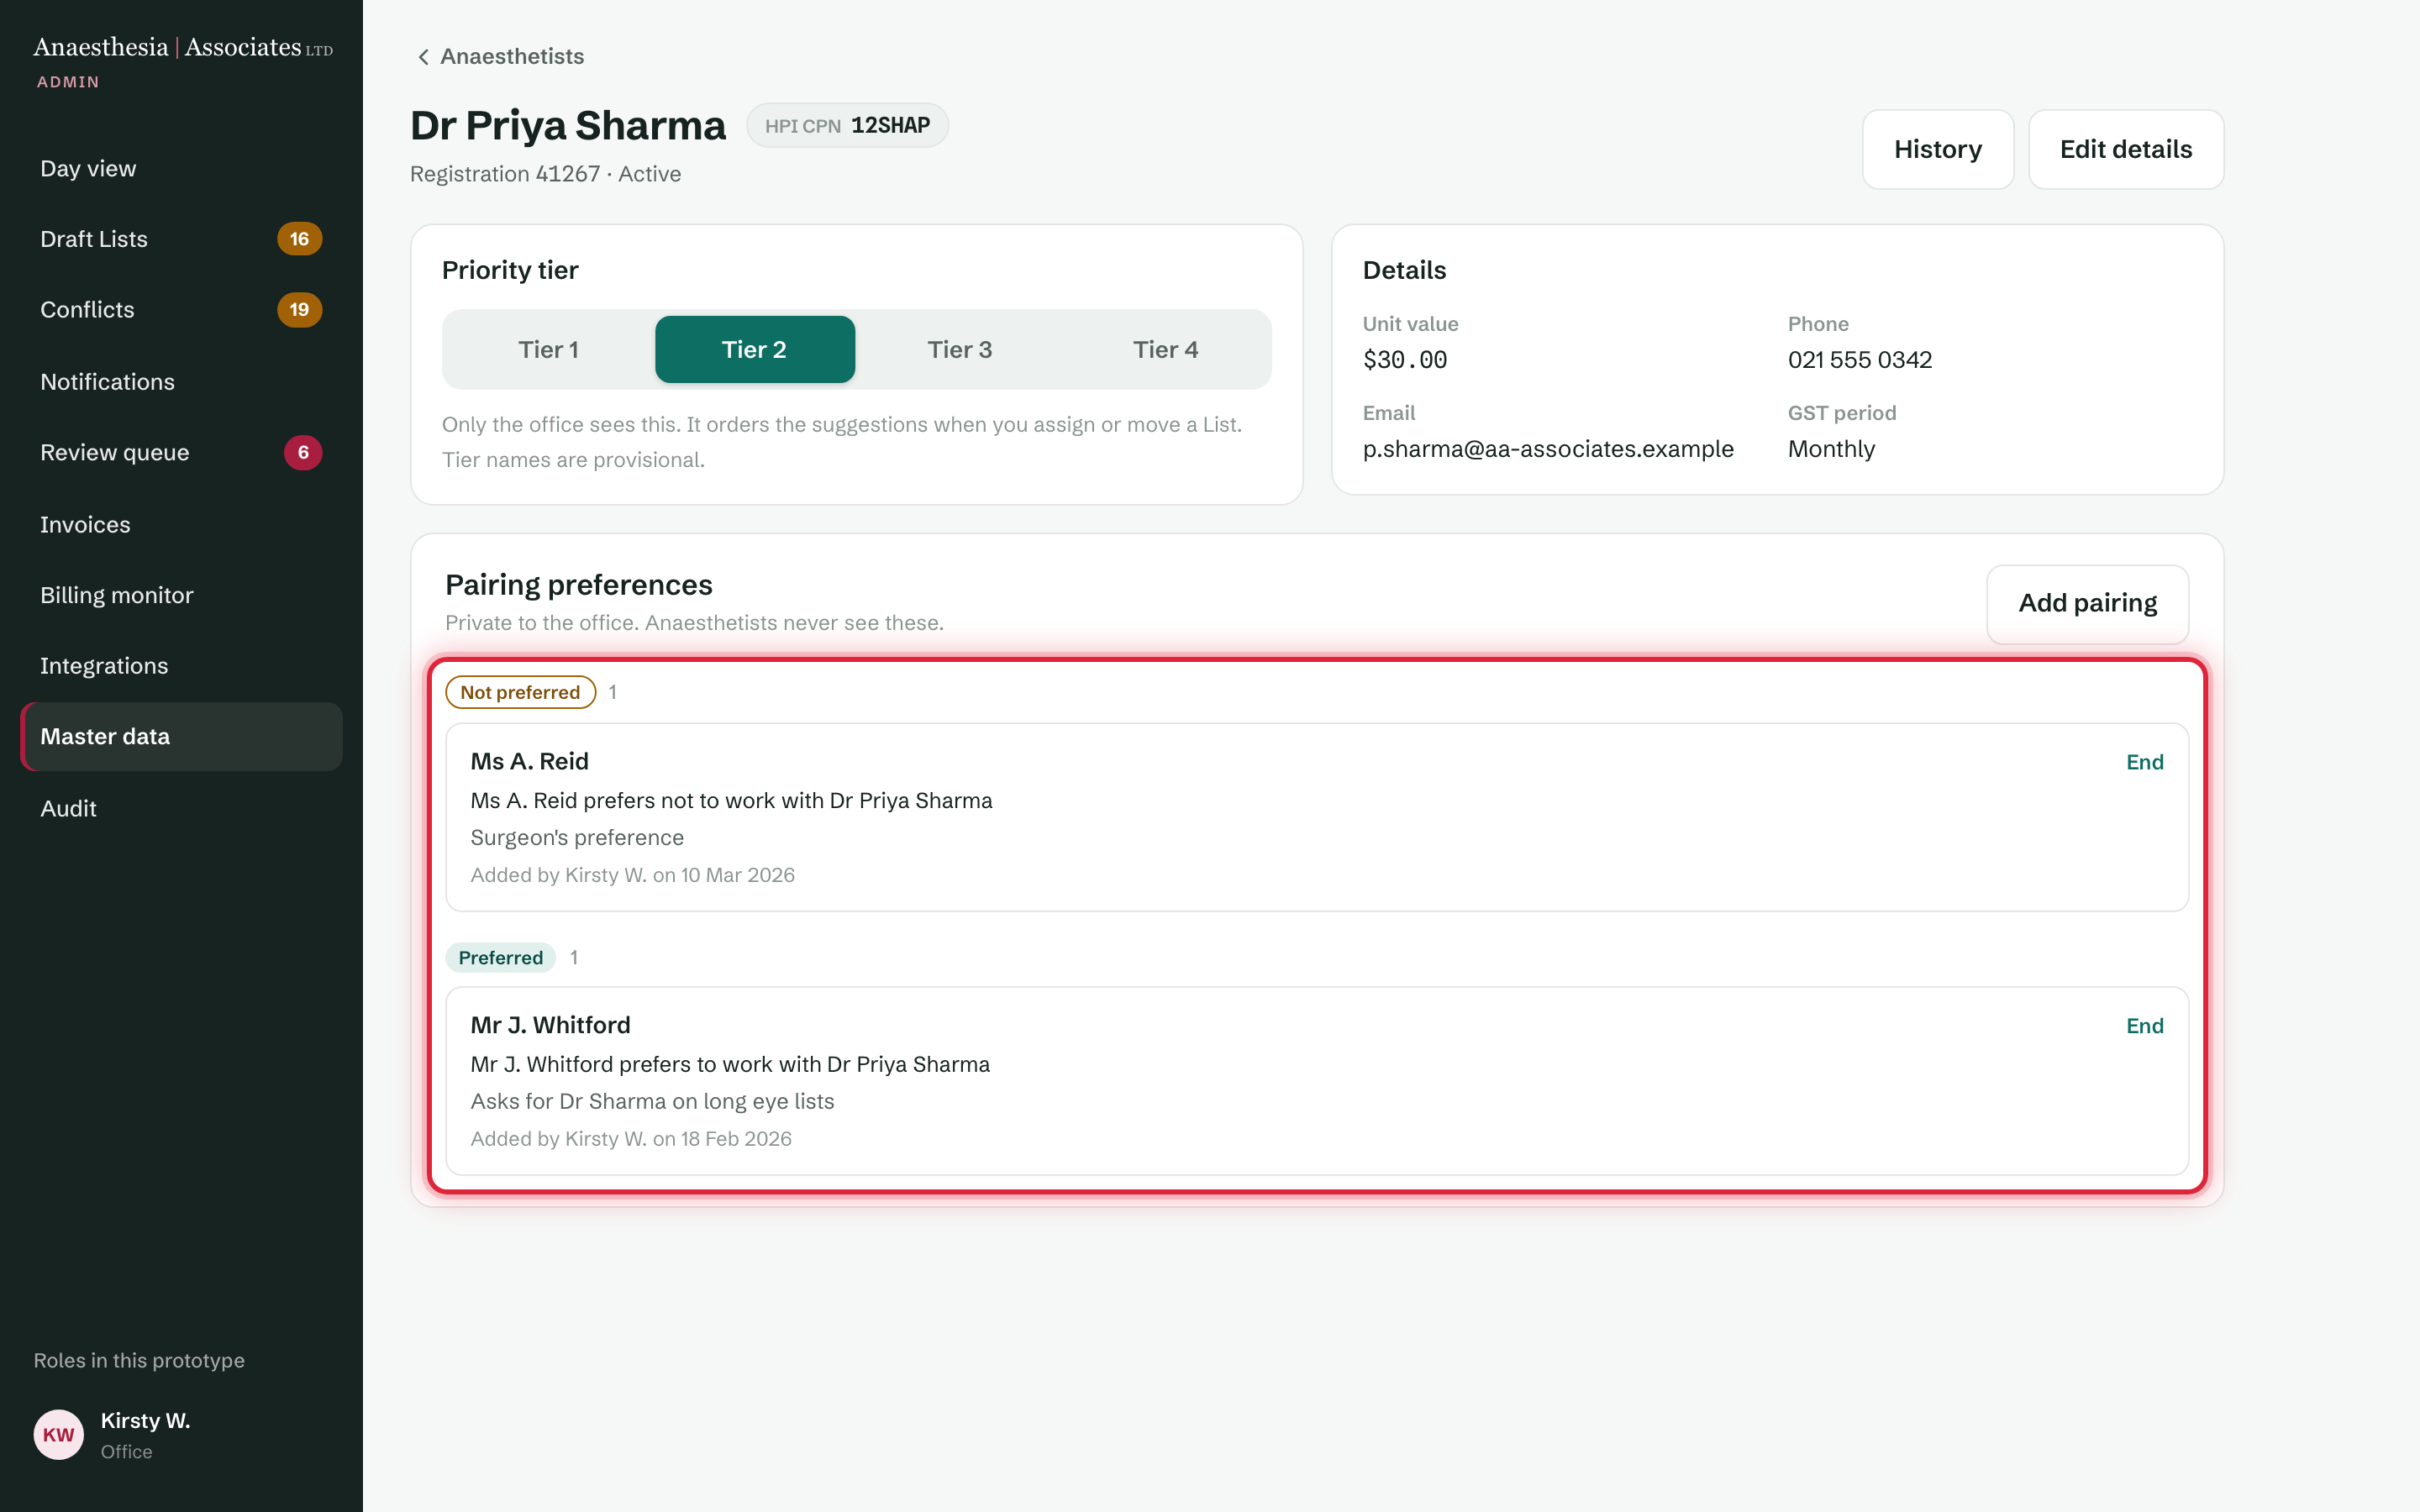 Anaesthesia | Associates LTD
ADMIN
Day view
Draft Lists 16
Conflicts 19
Notifications
Review queue 6
Invoices
Billing monitor
Integrations
Master data
Audit
Roles in this prototype
KW
Kirsty W.
Office
Anaesthetists
Dr Priya Sharma HPI CPN 12SHAP
Registration 41267 · Active
History
Edit details
Priority tier
Tier 1 Tier 2 Tier 3 Tier 4
Only the office sees this. It orders the suggestions when you assign or move a List.
Tier names are provisional.
Details
Unit value
$30.00
Phone
021 555 0342
Email
p.sharma@aa-associates.example
GST period
Monthly
Pairing preferences
Private to the office. Anaesthetists never see these.
Add pairing
Not preferred 1
Ms A. Reid
End
Ms A. Reid prefers not to work with Dr Priya Sharma
Surgeon's preference
Added by Kirsty W. on 10 Mar 2026
Preferred 1
Mr J. Whitford
End
Mr J. Whitford prefers to work with Dr Priya Sharma
Asks for Dr Sharma on long eye lists
Added by Kirsty W. on 18 Feb 2026